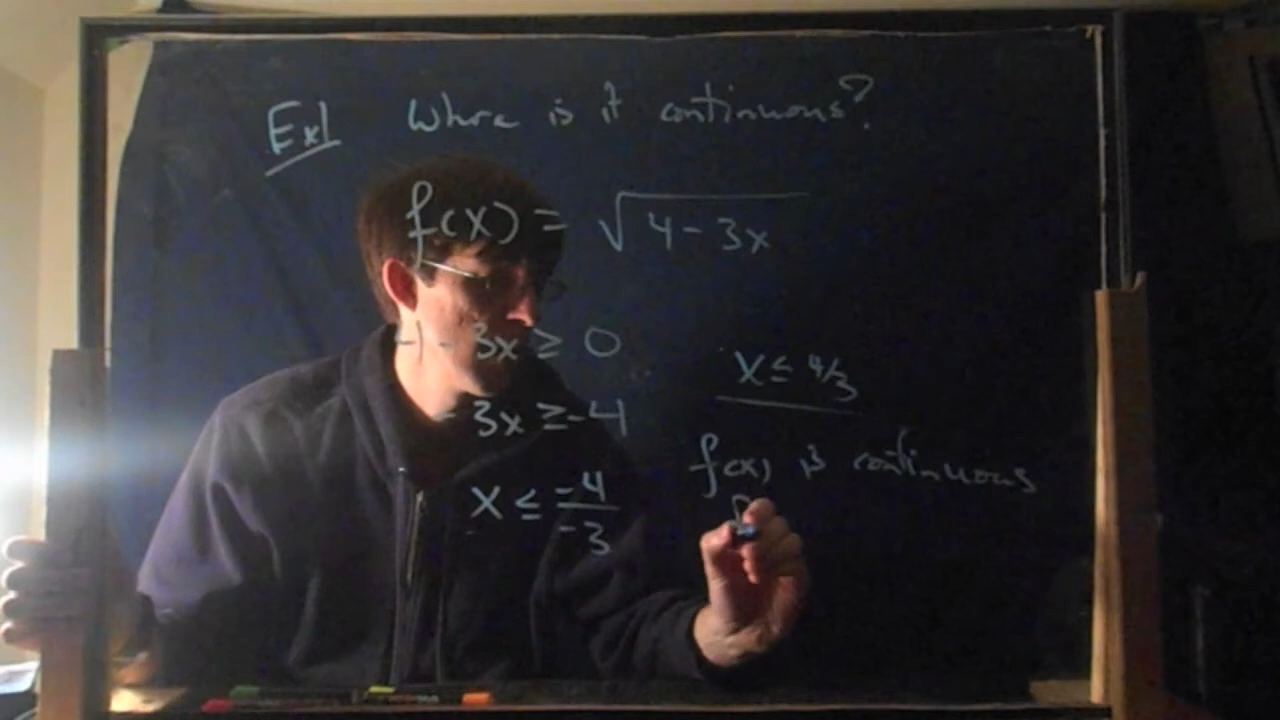 Ex1 Where is it continuous?
f(x) = √4-3x
- 3x ≥ 0
- 3x ≥ -4
x ≤ -4/-3
x ≤ 4/3
f(x) is continuous